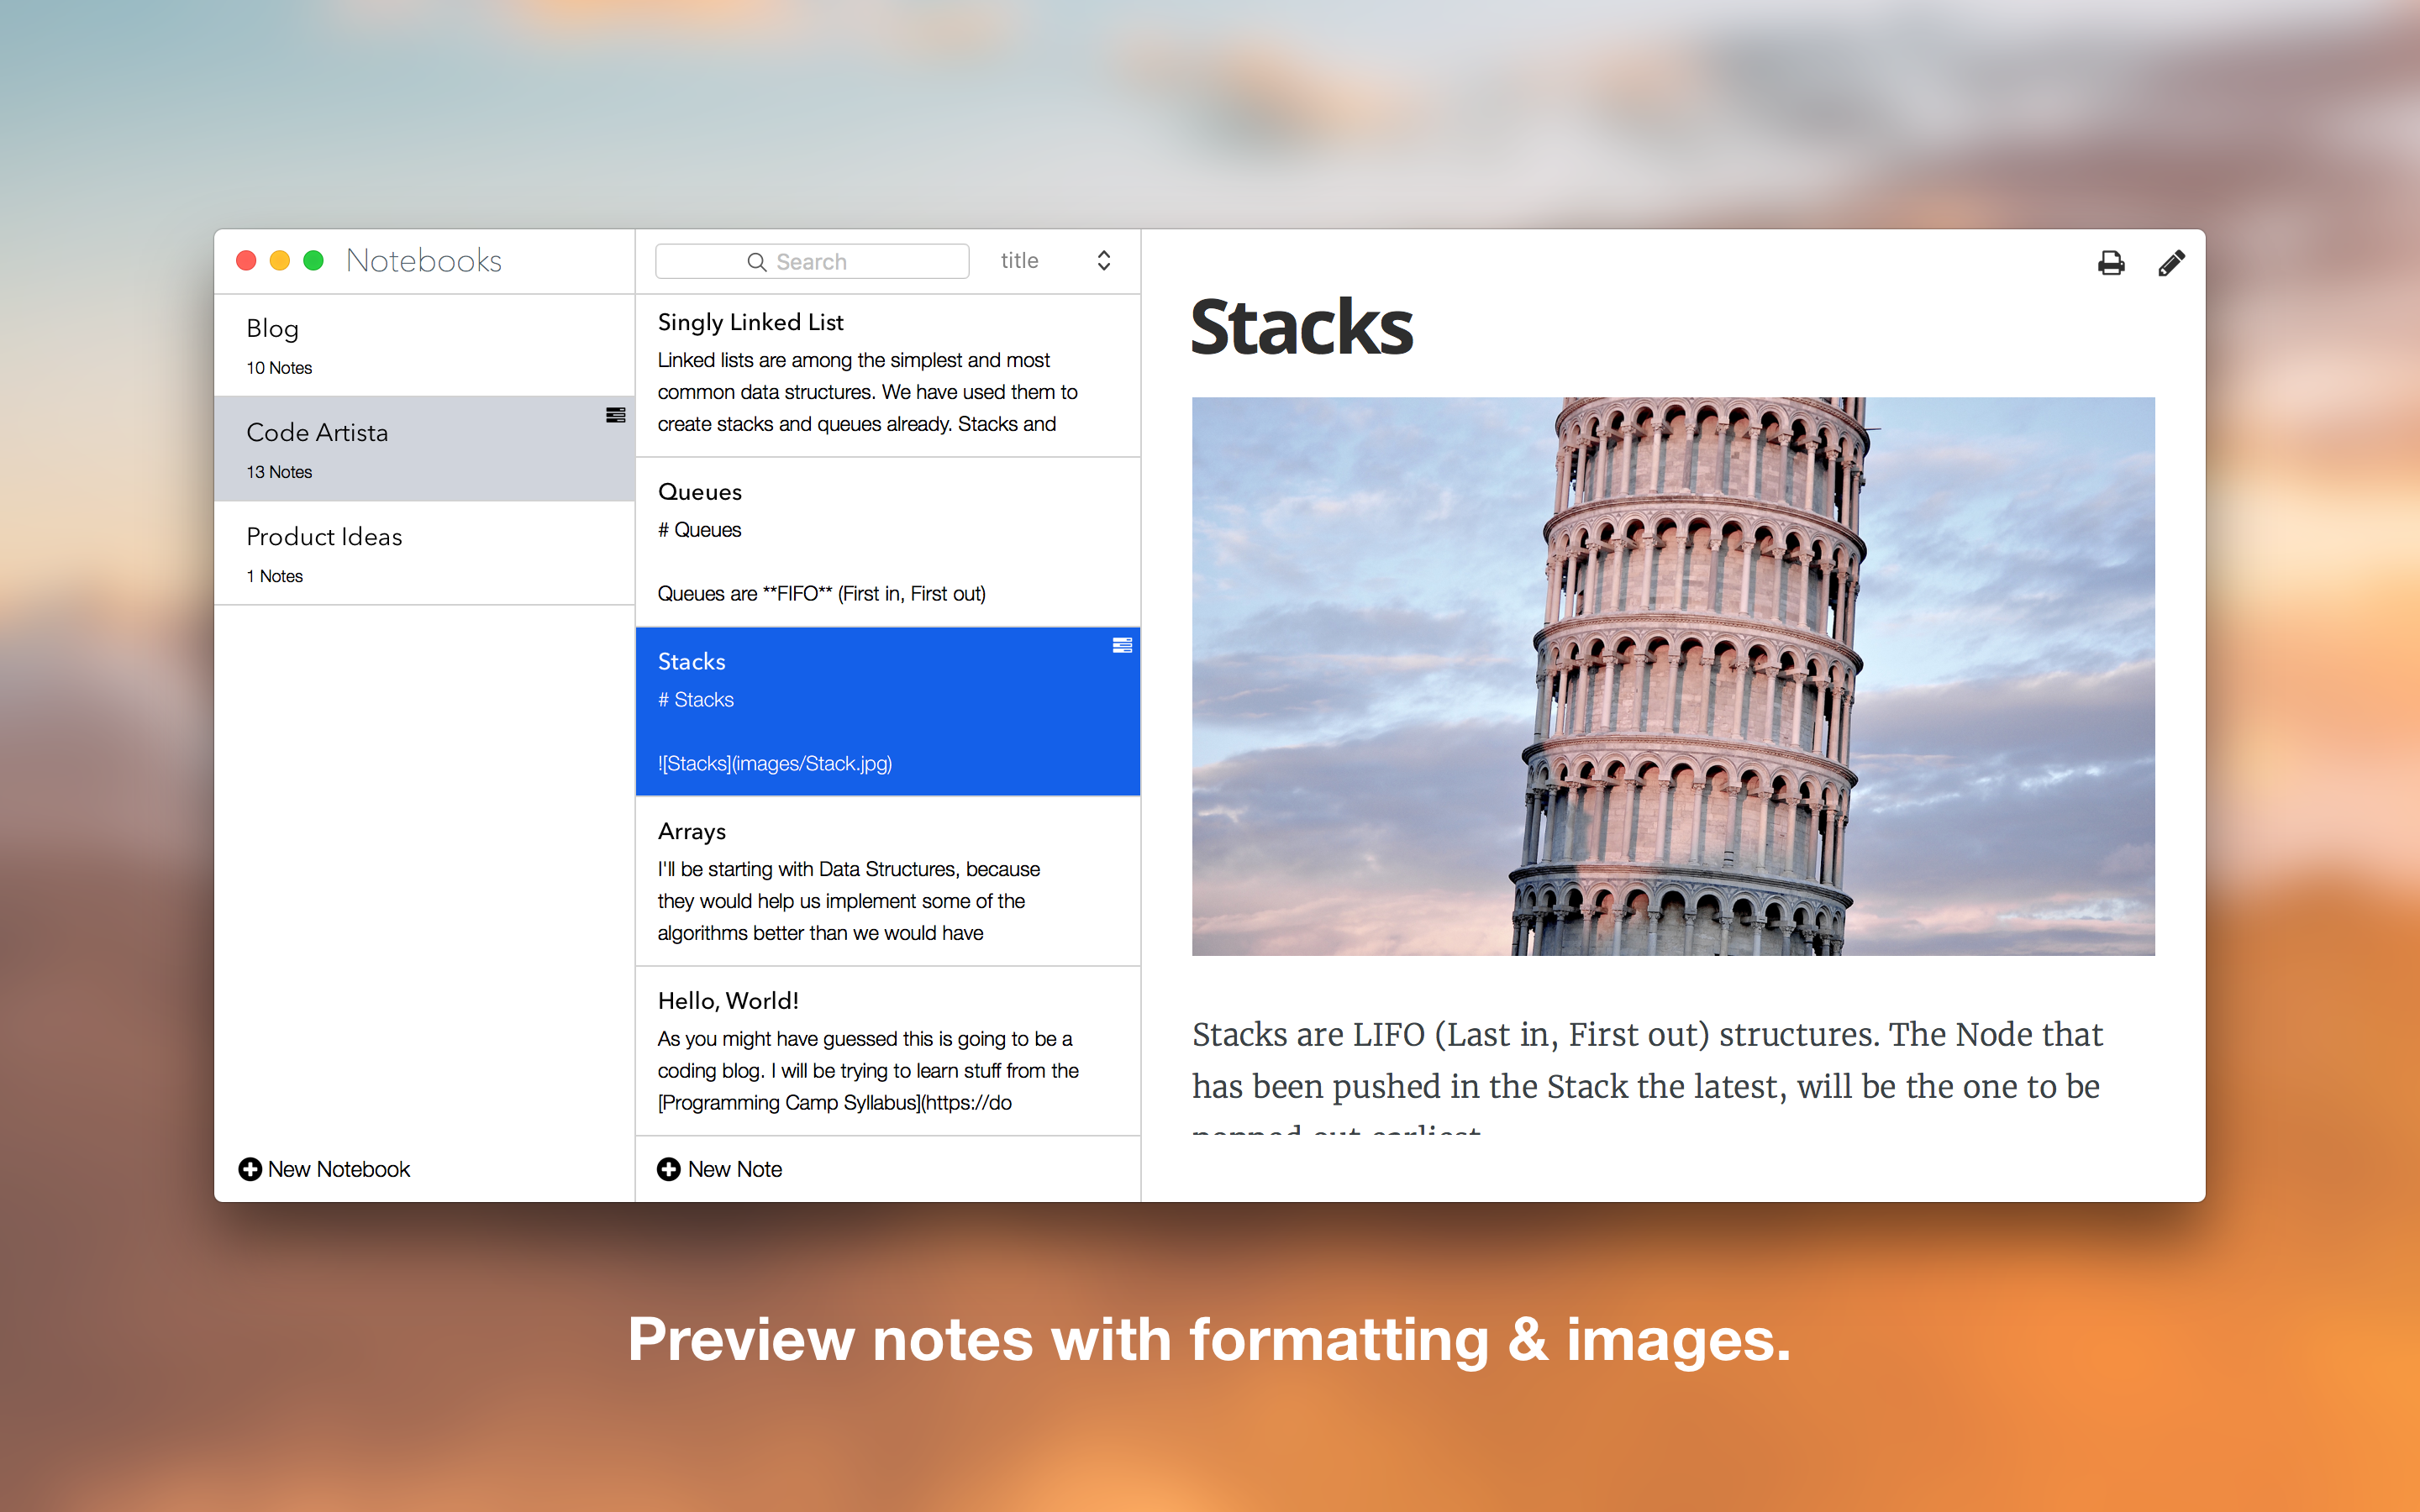 Notebooks
Blog
10 Notes
Code Artista
13 Notes
Product Ideas
1 Notes
New Notebook
Search
title
Singly Linked List
Linked lists are among the simplest and most
common data structures. We have used them to
create stacks and queues already. Stacks and
Queues
# Queues
Queues are **FIFO** (First in, First out)
Stacks
# Stacks
![Stacks](images/Stack.jpg)
Arrays
I'll be starting with Data Structures, because
they would help us implement some of the
algorithms better than we would have
Hello, World!
As you might have guessed this is going to be a
coding blog. I will be trying to learn stuff from the
[Programming Camp Syllabus](https://do
New Note
Stacks
Stacks are LIFO (Last in, First out) structures. The Node that
has been pushed in the Stack the latest, will be the one to be
popped out earliest
Preview notes with formatting & images.